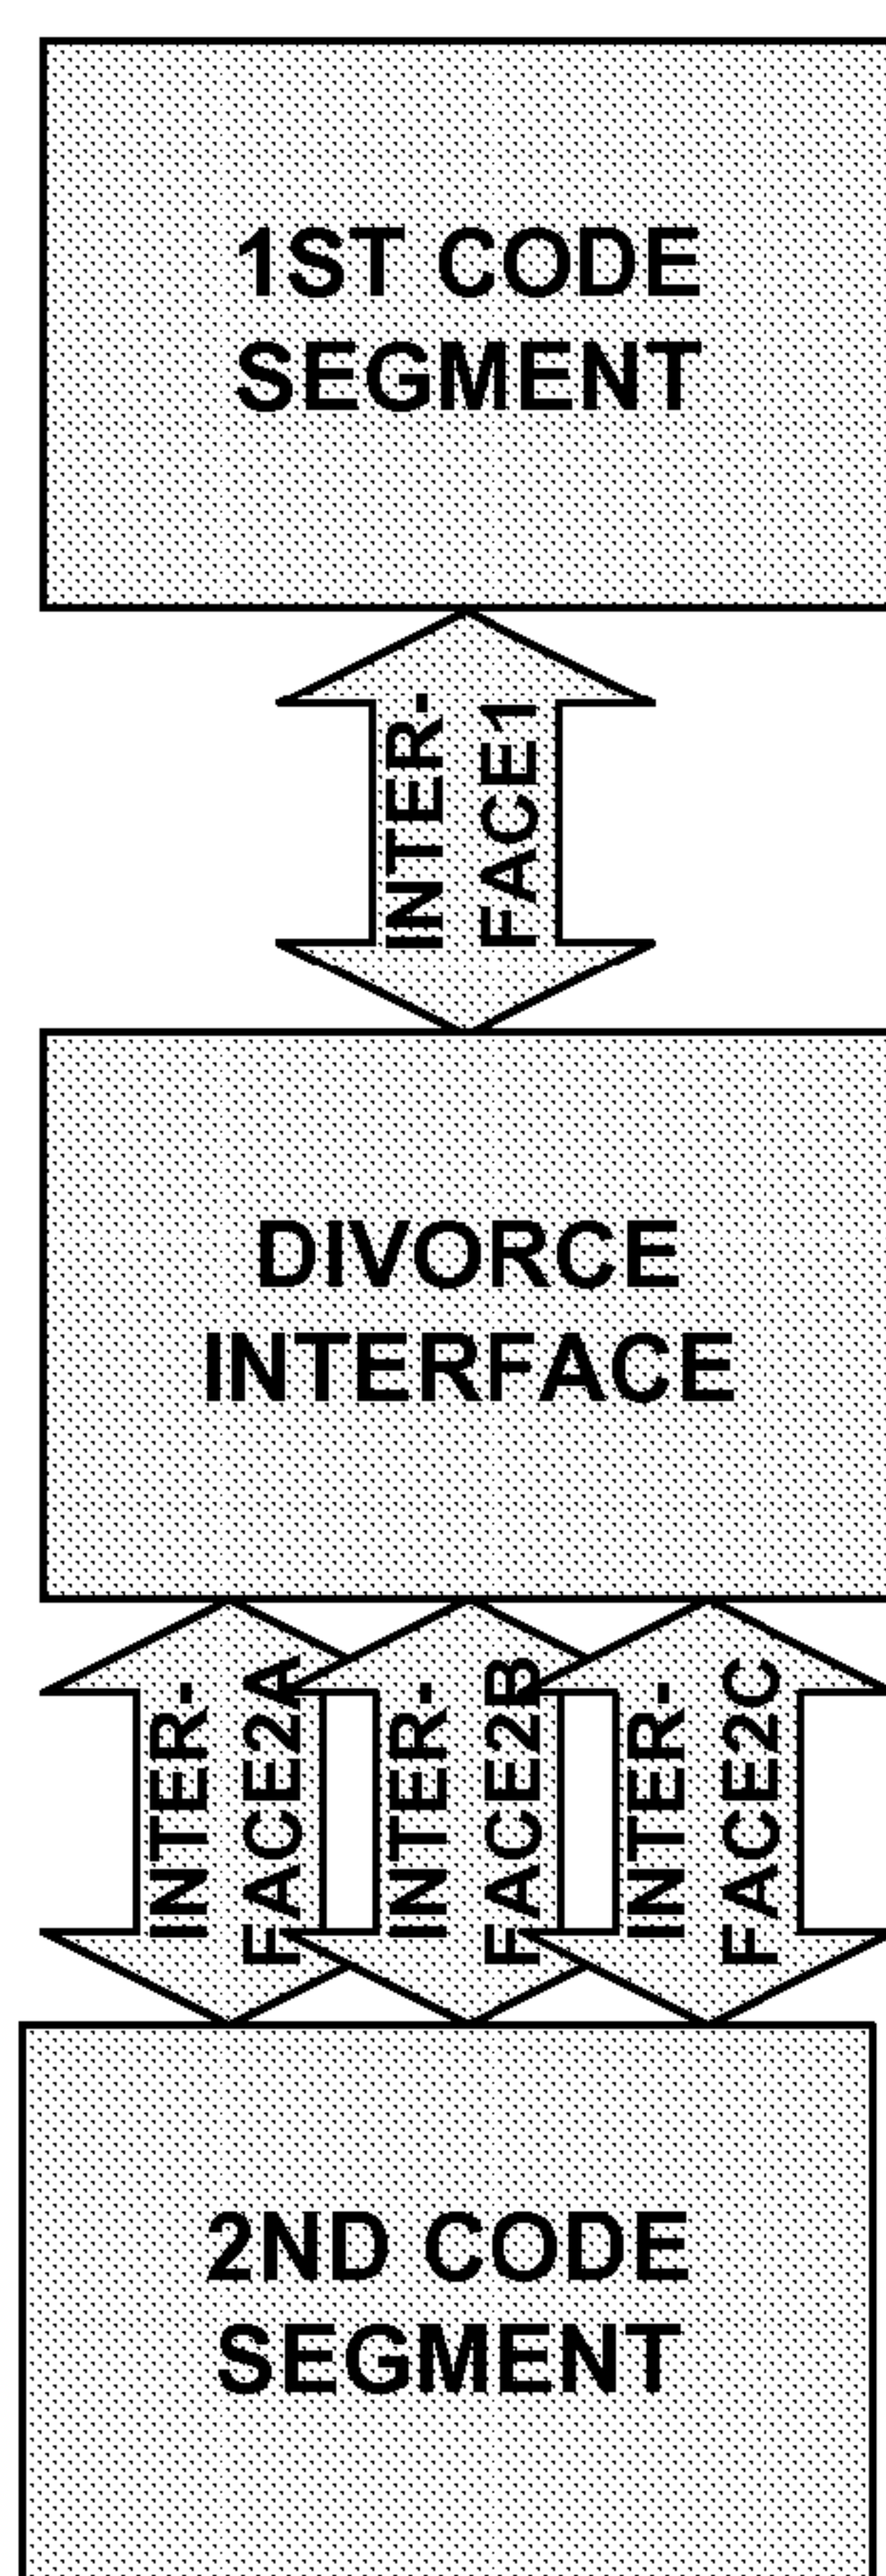 1ST CODE
SEGMENT
INTER-
FACE1
DIVORCE
INTERFACE
INTER-
FACE2A
INTER-
FACE2B
INTER-
FACE2C
2ND CODE
SEGMENT